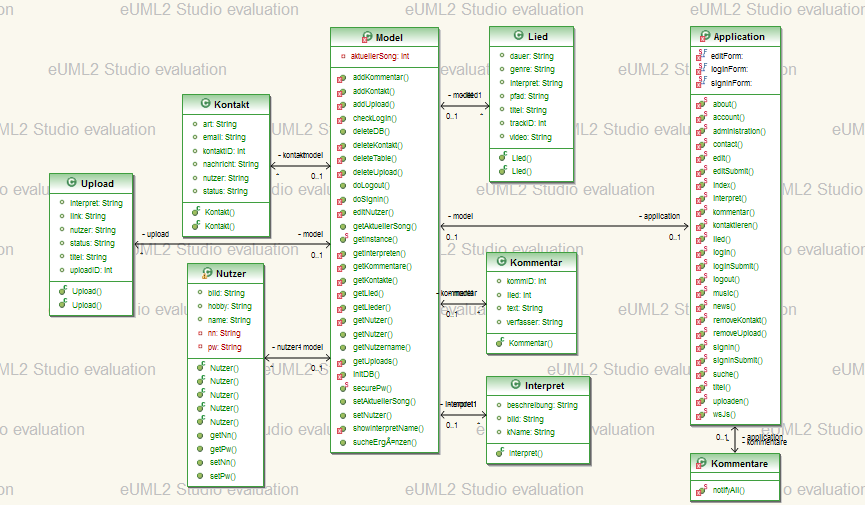 eUML2 Studio evaluation
eUML2 Studio evaluation
eUML2 Studio evaluation
Kontakt
art: String
email: String
kontaktID: Int
nachricht: String
nutzer: String
status: String
Kontakt()
Kontakt()
Upload
interpret: String
link: String
nutzer: String
status: String
titel: String
uploadID: Int
Upload()
Upload()
Nutzer
bild: String
hobby: String
name: String
nn: String
pw: String
Nutzer()
Nutzer()
Nutzer()
Nutzer()
Nutzer()
getNn()
getPw()
setNn()
setPw()
Model
aktuellerSong: Int
addKommentar()
addKontakt()
addUpload()
checkLogin()
deleteDB()
deleteKontakt()
deleteTable()
deleteUpload()
doLogout()
doSignIn()
editNutzer()
getAktuellerSong()
getInstance()
getInterpreten()
getKommentare()
getKontakte()
getLied()
getLieder()
getNutzer()
getNutzer()
getNutzername()
getUploads()
initDB()
securePw()
setAktuellerSong()
setNutzer()
showInterpretName()
sucheErgÃ¤nzen()
Lied
dauer: String
genre: String
interpret: String
pfad: String
titel: String
trackID: Int
video: String
Lied()
Lied()
Kommentar
kommID: Int
lied: Int
text: String
verfasser: String
Kommentar()
Interpret
beschreibung: String
bild: String
kName: String
Interpret()
Application
editForm:
loginForm:
signinForm:
about()
account()
administration()
contact()
edit()
editSubmit()
index()
interpret()
kommentar()
kontaktieren()
lied()
login()
loginSubmit()
logout()
music()
news()
removeKontakt()
removeUpload()
signin()
signinSubmit()
suche()
titel()
uploaden()
wsJs()
Kommentare
notifyAll()
- upload
- model
0..1
0..1
0..1
- model
0..1
- application
0..1
0..1
0..1
0..1
- application
kommentare
0..1